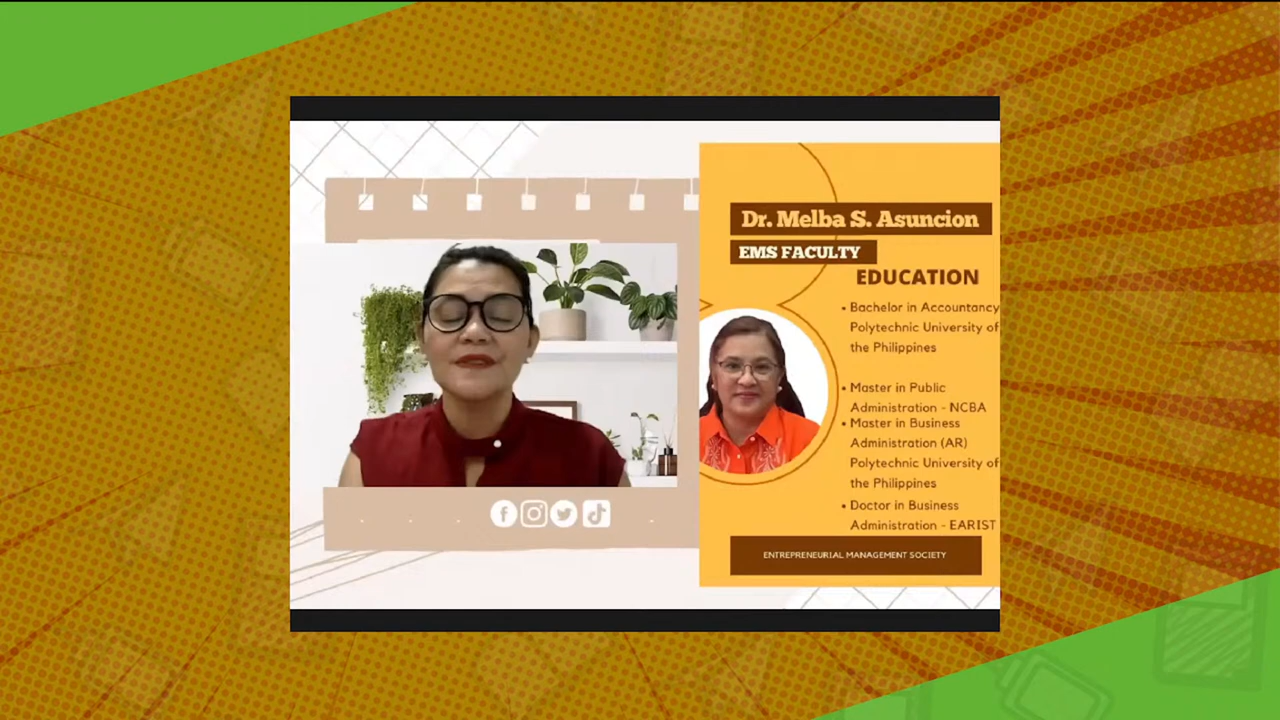 Dr. Melba S. Asuncion
EMS FACULTY
EDUCATION
• Bachelor in Accountancy
Polytechnic University of
the Philippines
• Master in Public
Administration - NCBA
• Master in Business
Administration (AR)
Polytechnic University of
the Philippines
• Doctor in Business
Administration - EARIST
ENTREPRENEURIAL MANAGEMENT SOCIETY